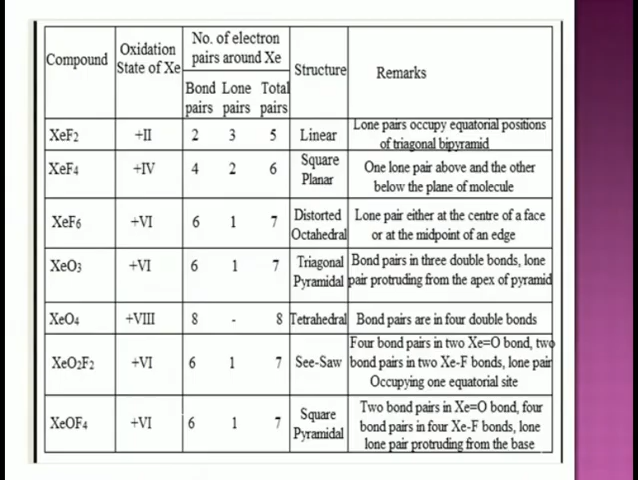 Compound | Oxidation State of Xe | No. of electron pairs around Xe | Structure | Remarks
Bond pairs | Lone pairs | Total pairs
XeF2 | +II | 2 | 3 | 5 | Linear | Lone pairs occupy equatorial positions of triagonal bipyramid
XeF4 | +IV | 4 | 2 | 6 | Square Planar | One lone pair above and the other below the plane of molecule
XeF6 | +VI | 6 | 1 | 7 | Distorted Octahedral | Lone pair either at the centre of a face or at the midpoint of an edge
XeO3 | +VI | 6 | 1 | 7 | Triagonal Pyramidal | Bond pairs in three double bonds, lone pair protruding from the apex of pyramid
XeO4 | +VIII | 8 | - | 8 | Tetrahedral | Bond pairs are in four double bonds
XeO2F2 | +VI | 6 | 1 | 7 | See-Saw | Four bond pairs in two Xe=O bond, two bond pairs in two Xe-F bonds, lone pair Occupying one equatorial site
XeOF4 | +VI | 6 | 1 | 7 | Square Pyramidal | Two bond pairs in Xe=O bond, four bond pairs in four Xe-F bonds, lone lone pair protruding from the base